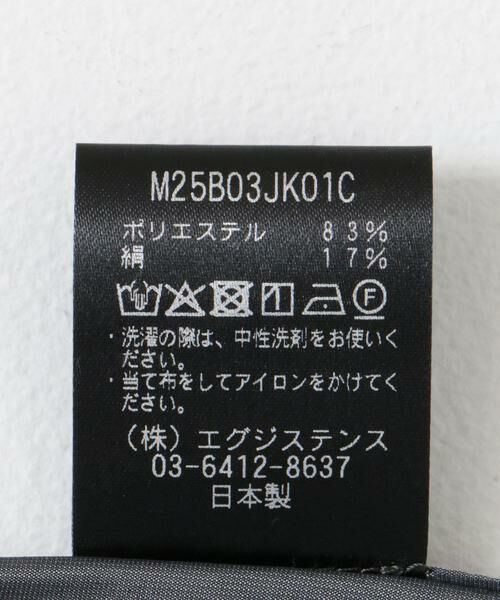 M25B03JK01C
ポリエステル 83%
絹 17%
F
・洗濯の際は、中性洗剤をお使いく
ださい。
・当て布をしてアイロンをかけてく
ださい。
（株）エグジステンス
03-6412-8637
日本製